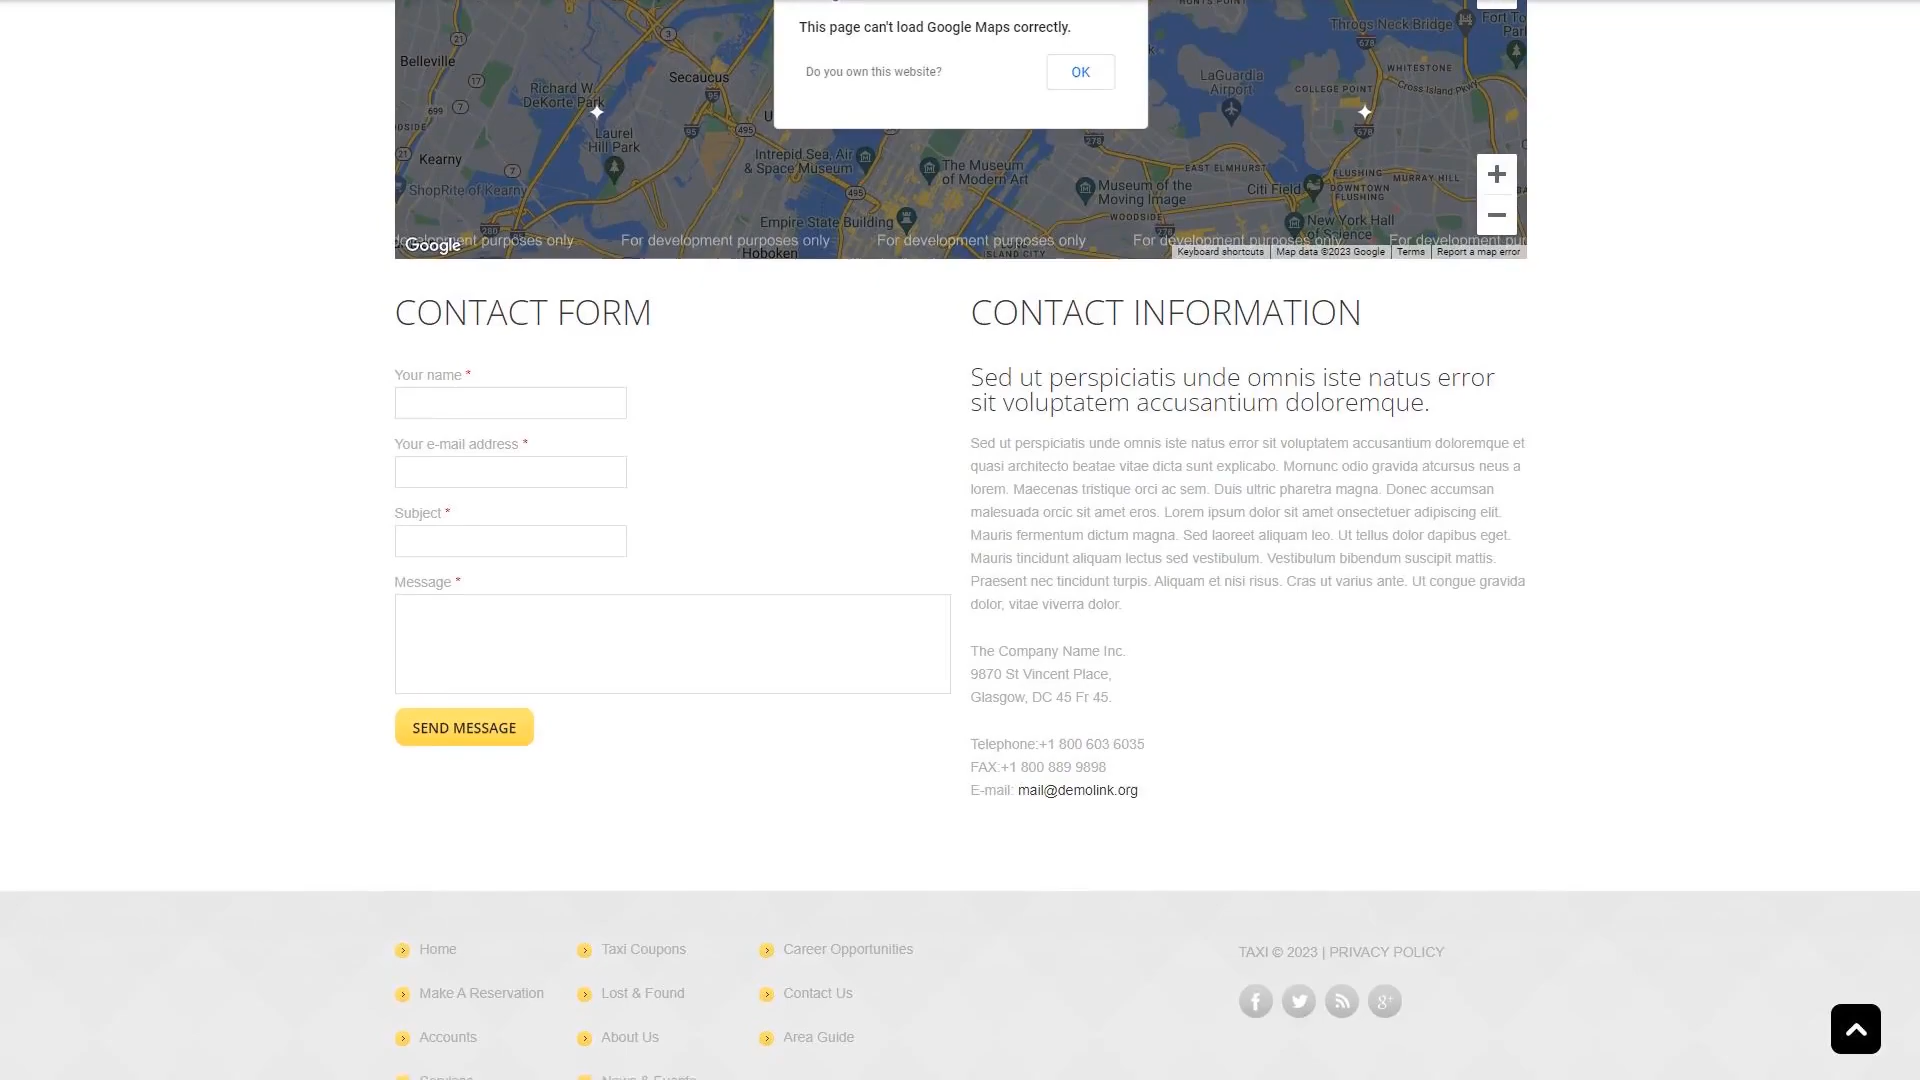 This page can't load Google Maps correctly.
Do you own this website?
OK
Belleville
Secaucus
Richard W.
DeKorte Park
Laurel
Hill Park
Kearny
ShopRite of Kearny
Intrepid Sea, Air
& Space Museum
The Museum
of Modern Art
Museum of the
Moving Image
Empire State Building
Hoboken
LONG
ISLAND CITY
WOODSIDE
EAST ELMHURST
LaGuardia
Airport
COLLEGE POINT
WHITESTONE
Cross Island Pkwy
Throgs Neck Bridge
Fort To
Park
Citi Field
FLUSHING
DOWNTOWN
FLUSHING
MURRAY HILL
New York Hall
of Science
Google
For development purposes only
For development purposes only
For development purposes only
For development purposes only
Keyboard shortcuts
Map data ©2023 Google
Terms
Report a map error
CONTACT FORM
Your name *
Your e-mail address *
Subject *
Message *
SEND MESSAGE
CONTACT INFORMATION
Sed ut perspiciatis unde omnis iste natus error
sit voluptatem accusantium doloremque.
Sed ut perspiciatis unde omnis iste natus error sit voluptatem accusantium doloremque et
quasi architecto beatae vitae dicta sunt explicabo. Mornunc odio gravida atcursus neus a
lorem. Maecenas tristique orci ac sem. Duis ultric pharetra magna. Donec accumsan
malesuada orcic sit amet eros. Lorem ipsum dolor sit amet onsectetuer adipiscing elit.
Mauris fermentum dictum magna. Sed laoreet aliquam leo. Ut tellus dolor dapibus eget.
Mauris tincidunt aliquam lectus sed vestibulum. Vestibulum bibendum suscipit mattis.
Praesent nec tincidunt turpis. Aliquam et nisi risus. Cras ut varius ante. Ut congue gravida
dolor, vitae viverra dolor.
The Company Name Inc.
9870 St Vincent Place,
Glasgow, DC 45 Fr 45.
Telephone:+1 800 603 6035
FAX:+1 800 889 9898
E-mail: mail@demolink.org
Home
Make A Reservation
Accounts
Taxi Coupons
Lost & Found
About Us
Career Opportunities
Contact Us
Area Guide
TAXI © 2023 | PRIVACY POLICY